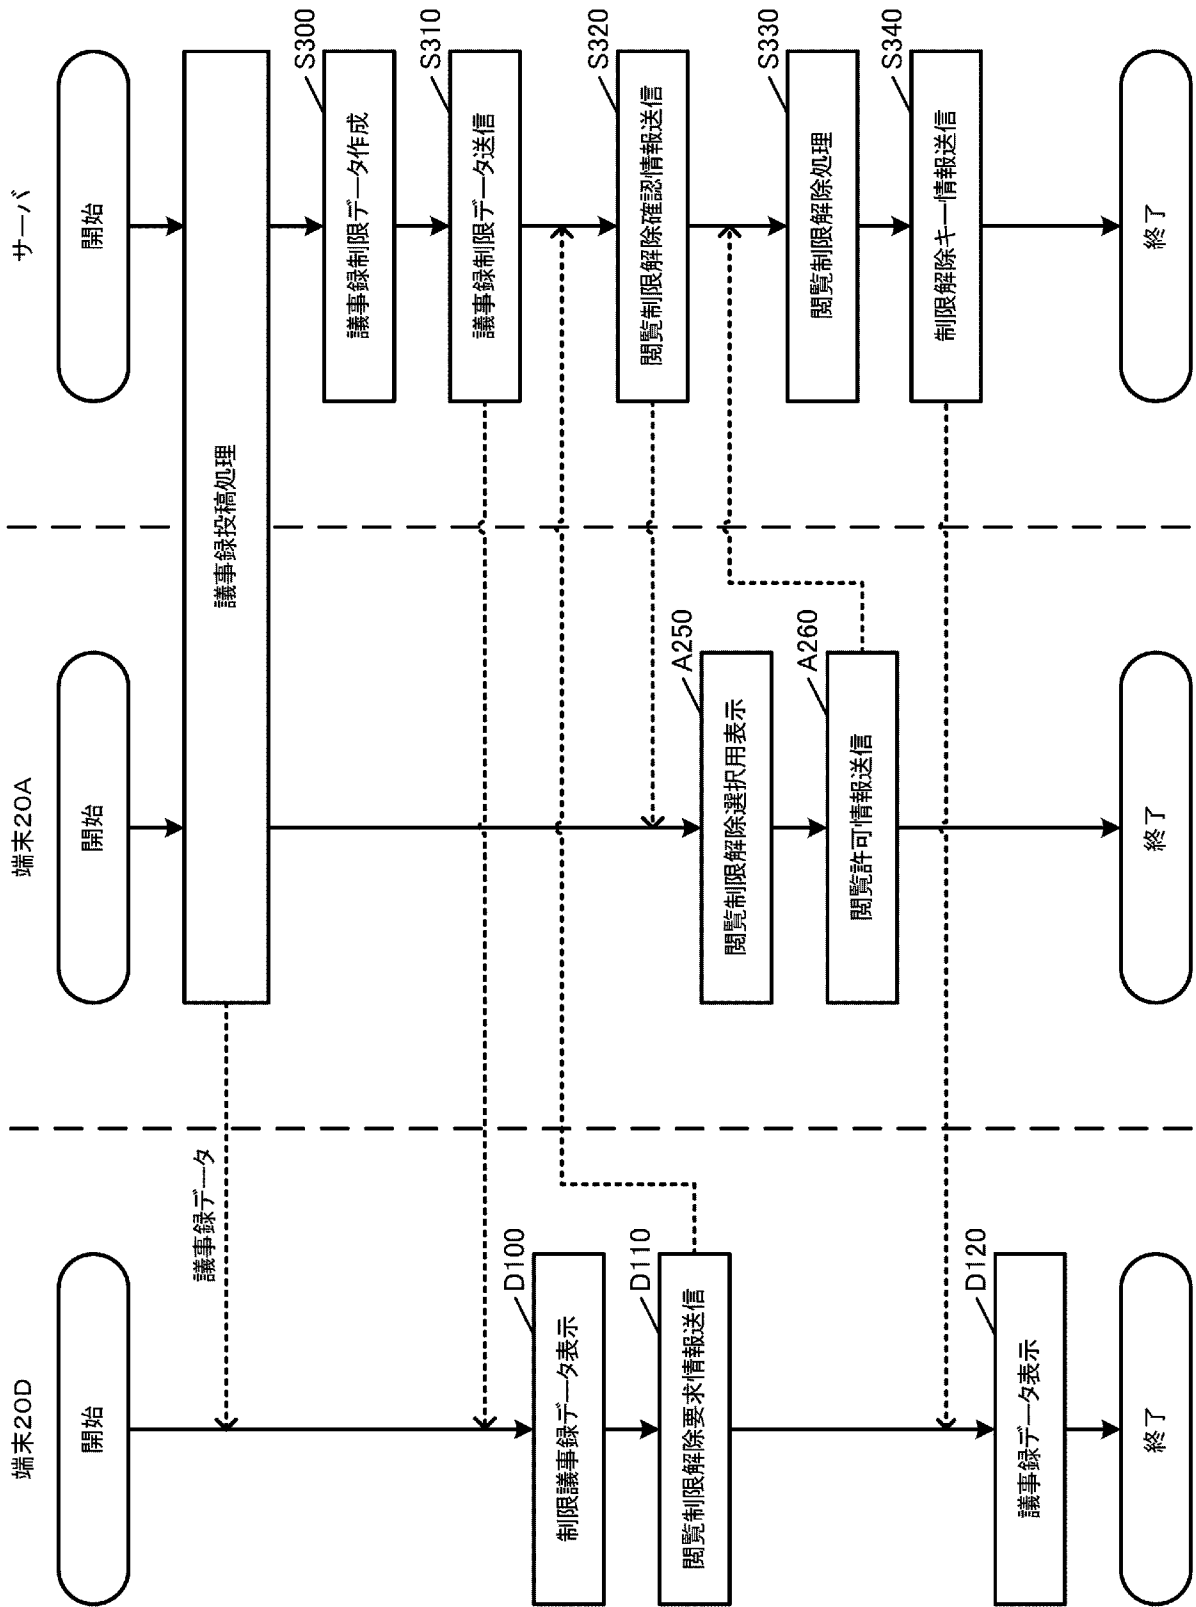 端末20D
端末20A
サーバ
開始
開始
開始
議事録投稿処理
議事録データ
S300
議事録制限データ作成
S310
議事録制限データ送信
D100
制限議事録データ表示
D110
閲覧制限解除要求情報送信
S320
閲覧制限解除確認情報送信
A250
閲覧制限解除選択用表示
A260
閲覧許可情報送信
S330
閲覧制限解除処理
S340
制限解除キー情報送信
D120
議事録データ表示
終了
終了
終了